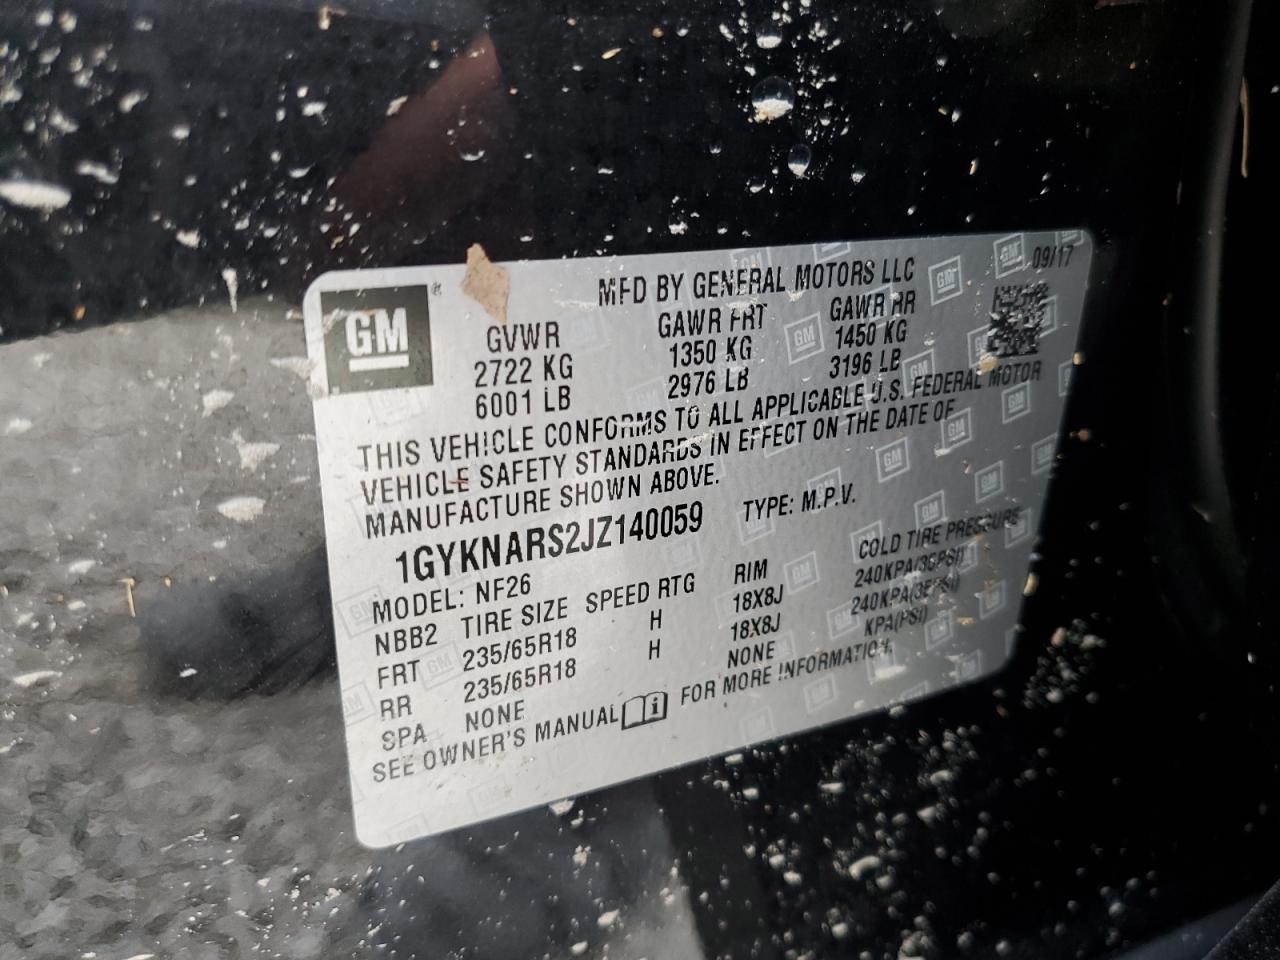 GM ®
MFD BY GENERAL MOTORS LLC 09/17
GVWR GAWR FRT GAWR RR
2722 KG 1350 KG 1450 KG
6001 LB 2976 LB 3196 LB
THIS VEHICLE CONFORMS TO ALL APPLICABLE U.S. FEDERAL MOTOR
VEHICLE SAFETY STANDARDS IN EFFECT ON THE DATE OF
MANUFACTURE SHOWN ABOVE.
1GYKNARS2JZ140059 TYPE: M.P.V.
MODEL: NF26
NBB2 TIRE SIZE SPEED RTG RIM COLD TIRE PRESSURE
FRT 235/65R18 H 18X8J 240KPA(35PSI)
RR 235/65R18 H 18X8J 240KPA(35PSI)
SPA NONE NONE KPA(PSI)
SEE OWNER'S MANUAL FOR MORE INFORMATION.